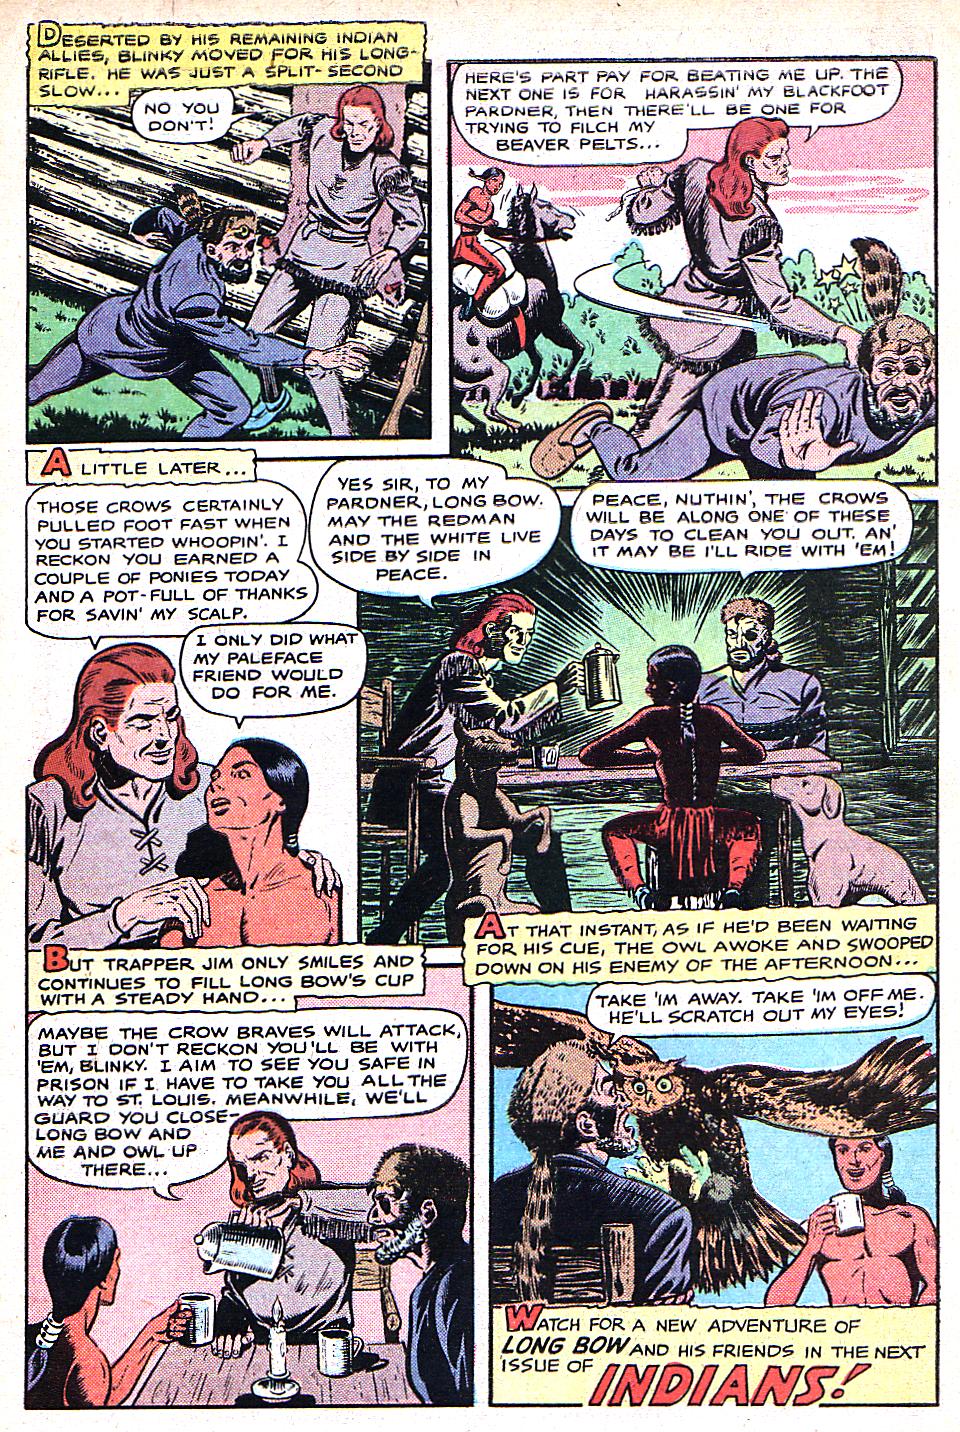 DESERTED BY HIS REMAINING INDIAN
ALLIES, BLINKY MOVED FOR HIS LONG-
RIFLE. HE WAS JUST A SPLIT-SECOND
SLOW...
NO YOU
DON'T!
HERE'S PART PAY FOR BEATING ME UP. THE
NEXT ONE IS FOR HARASSIN' MY BLACKFOOT
PARDNER, THEN THERE'LL BE ONE FOR
TRYING TO FILCH MY
BEAVER PELTS...
A LITTLE LATER...
THOSE CROWS CERTAINLY
PULLED FOOT FAST WHEN
YOU STARTED WHOOPIN'. I
RECKON YOU EARNED A
COUPLE OF PONIES TODAY
AND A POT-FULL OF THANKS
FOR SAVIN' MY SCALP.
I ONLY DID WHAT
MY PALEFACE
FRIEND WOULD
DO FOR ME.
YES SIR, TO MY
PARDNER, LONG BOW.
MAY THE REDMAN
AND THE WHITE LIVE
SIDE BY SIDE IN
PEACE.
PEACE, NUTHIN', THE CROWS
WILL BE ALONG ONE OF THESE
DAYS TO CLEAN YOU OUT. AN'
IT MAY BE I'LL RIDE WITH 'EM!
BUT TRAPPER JIM ONLY SMILES AND
CONTINUES TO FILL LONG BOW'S CUP
WITH A STEADY HAND...
MAYBE THE CROW BRAVES WILL ATTACK,
BUT I DON'T RECKON YOU'LL BE WITH
'EM, BLINKY. I AIM TO SEE YOU SAFE IN
PRISON IF I HAVE TO TAKE YOU ALL THE
WAY TO ST. LOUIS. MEANWHILE, WE'LL
GUARD YOU CLOSE-
LONG BOW AND
ME AND OWL UP
THERE...
AT THAT INSTANT, AS IF HE'D BEEN WAITING
FOR HIS CUE, THE OWL AWOKE AND SWOOPED
DOWN ON HIS ENEMY OF THE AFTERNOON...
TAKE 'IM AWAY. TAKE 'IM OFF ME.
HE'LL SCRATCH OUT MY EYES!
WATCH FOR A NEW ADVENTURE OF
LONG BOW AND HIS FRIENDS IN THE NEXT
ISSUE OF INDIANS!